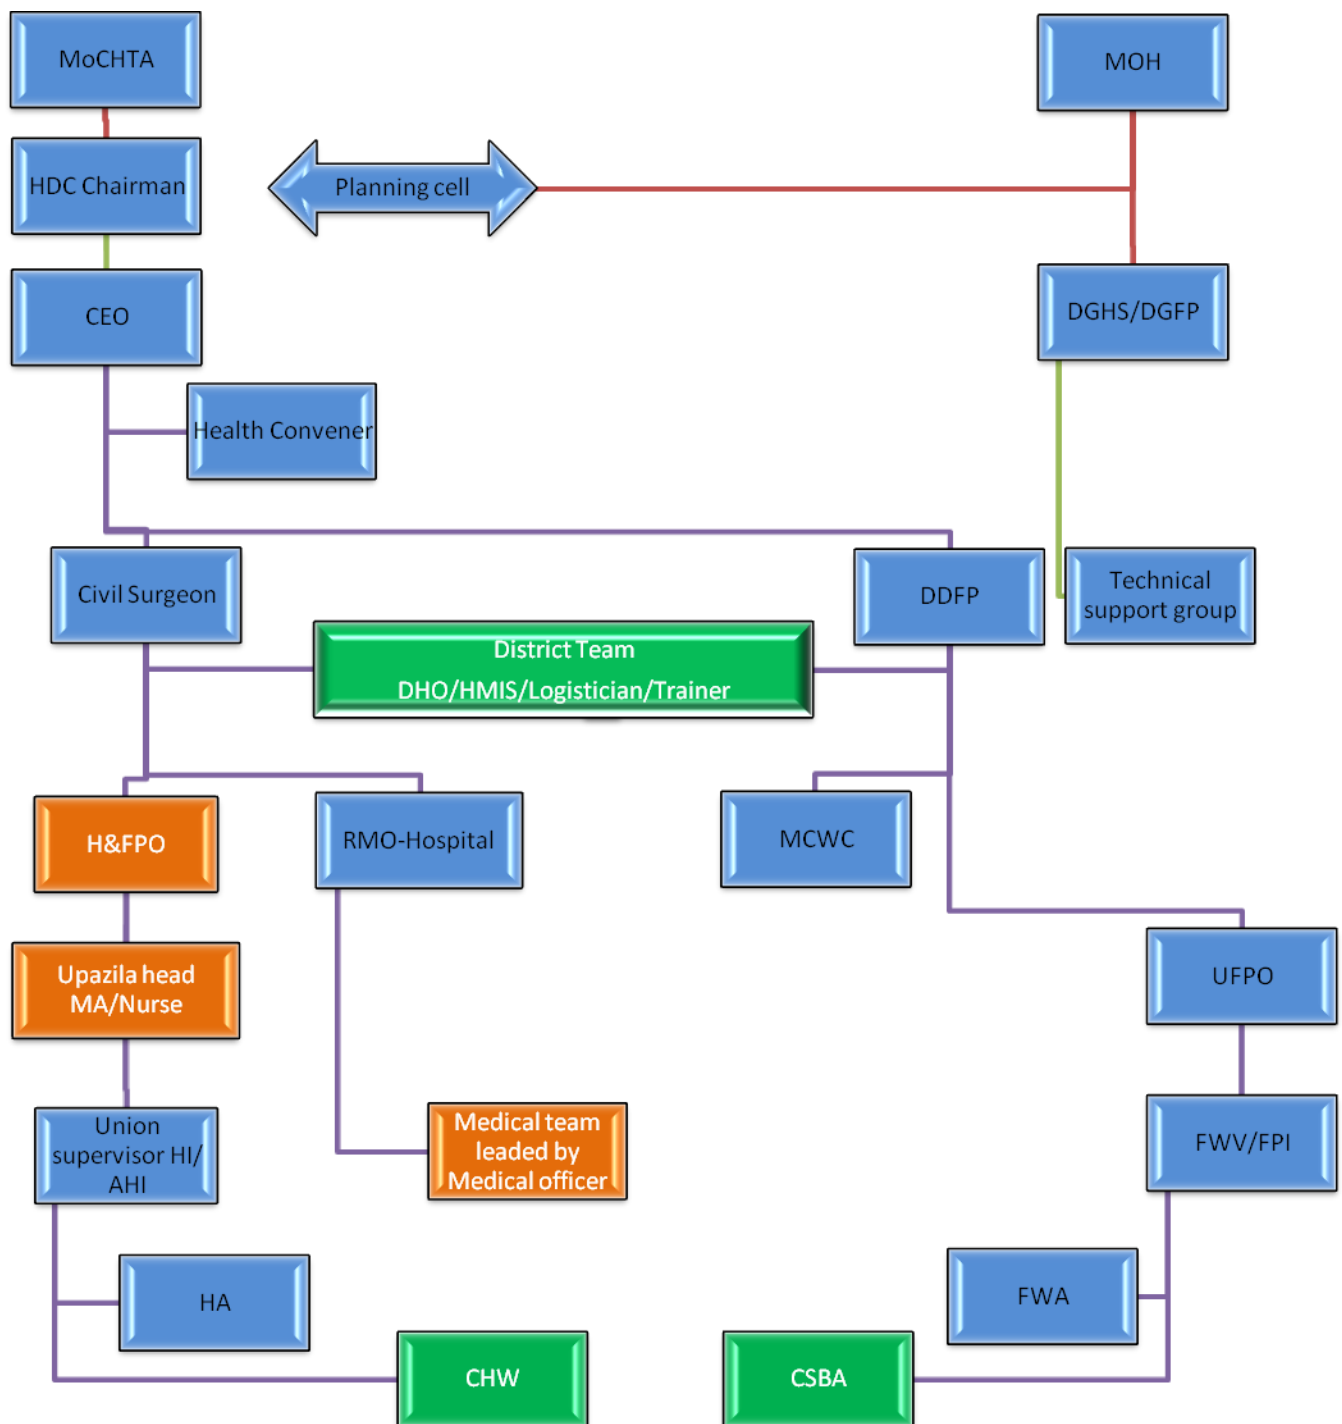 MoCHTA
MOH
HDC Chairman
Planning cell
CEO
DGHS/DGFP
Health Convener
Civil Surgeon
DDFP
Technical
support group
District Team
DHO/HMIS/Logistician/Trainer
H&FPO
RMO-Hospital
MCWC
Upazila head
MA/Nurse
UFPO
Union
supervisor HI/
AHI
Medical team
leaded by
Medical officer
FWV/FPI
HA
FWA
CHW
CSBA